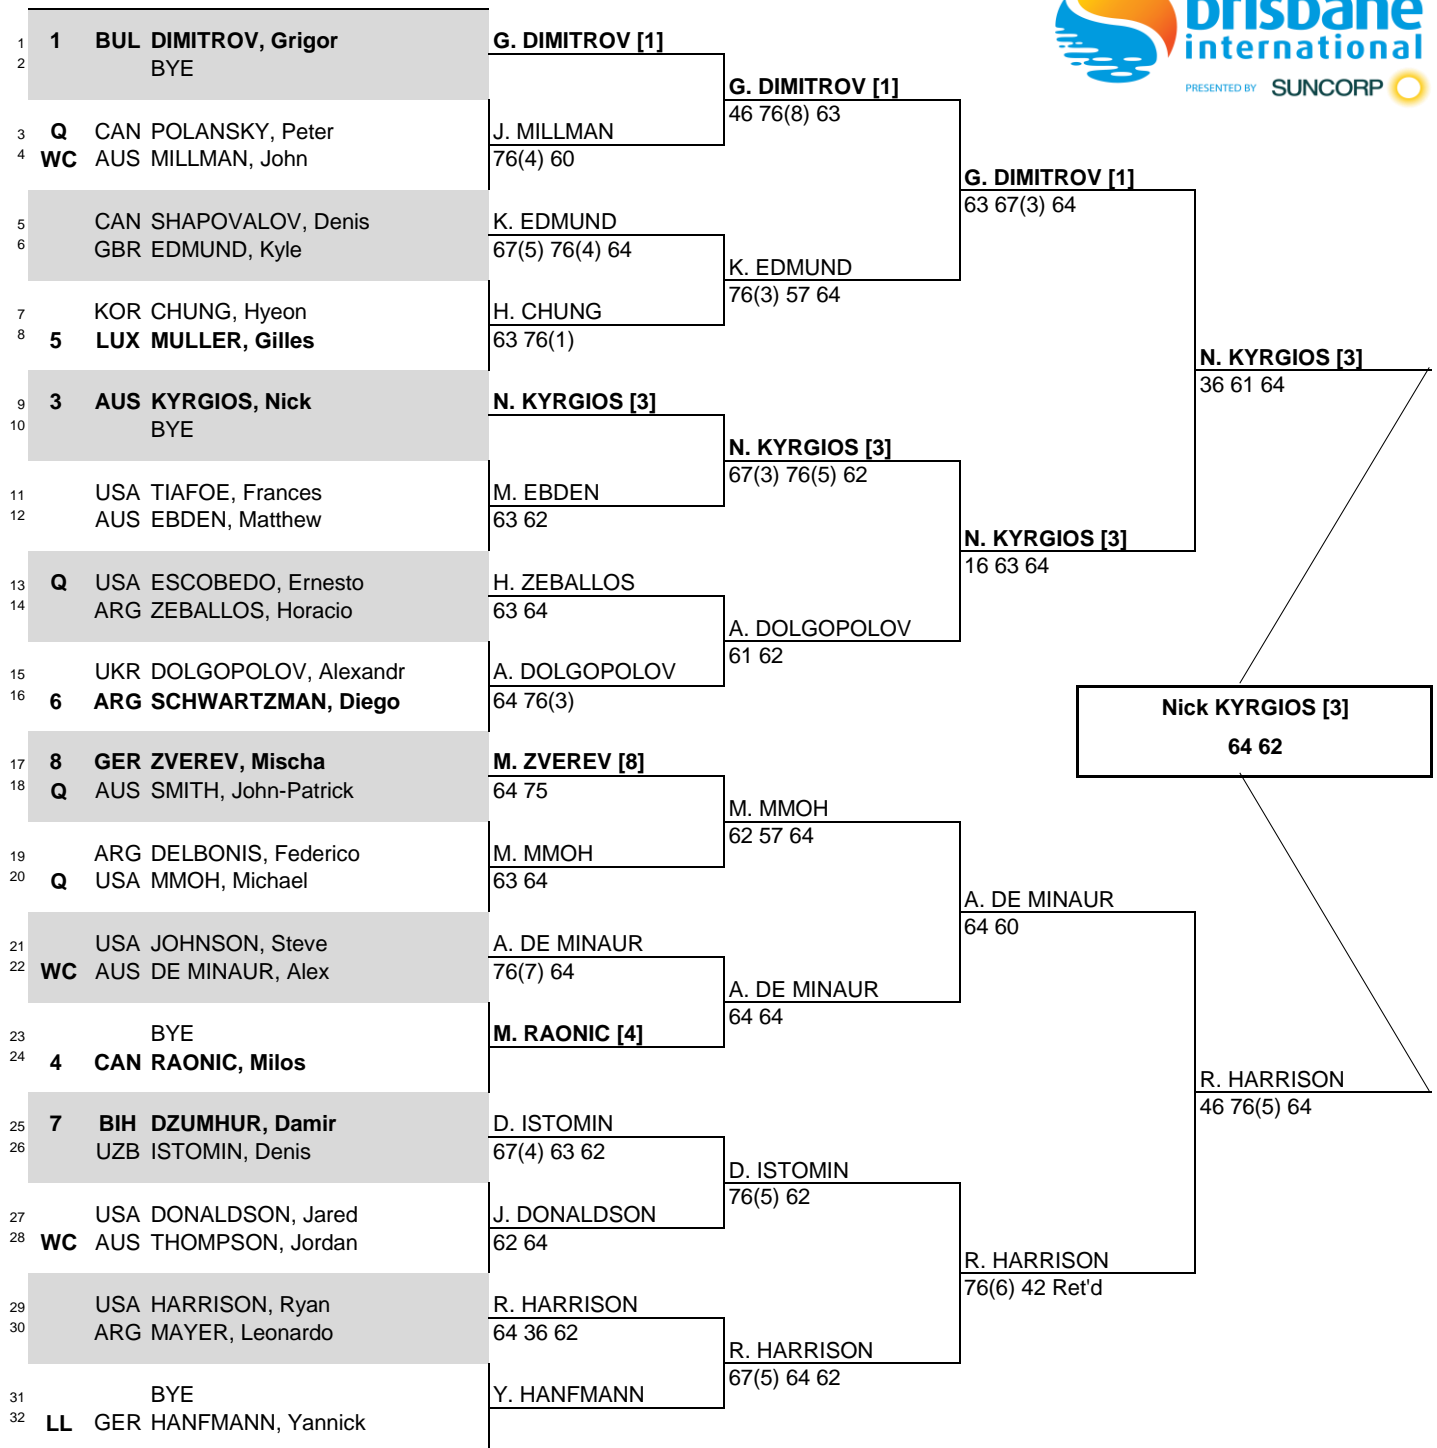 brisbane
international
PRESENTED BY SUNCORP
1 1 BUL DIMITROV, Grigor
2 BYE
3 Q CAN POLANSKY, Peter
4 WC AUS MILLMAN, John
5 CAN SHAPOVALOV, Denis
6 GBR EDMUND, Kyle
7 KOR CHUNG, Hyeon
8 5 LUX MULLER, Gilles
9 3 AUS KYRGIOS, Nick
10 BYE
11 USA TIAFOE, Frances
12 AUS EBDEN, Matthew
13 Q USA ESCOBEDO, Ernesto
14 ARG ZEBALLOS, Horacio
15 UKR DOLGOPOLOV, Alexandr
16 6 ARG SCHWARTZMAN, Diego
17 8 GER ZVEREV, Mischa
18 Q AUS SMITH, John-Patrick
19 ARG DELBONIS, Federico
20 Q USA MMOH, Michael
21 USA JOHNSON, Steve
22 WC AUS DE MINAUR, Alex
23 BYE
24 4 CAN RAONIC, Milos
25 7 BIH DZUMHUR, Damir
26 UZB ISTOMIN, Denis
27 USA DONALDSON, Jared
28 WC AUS THOMPSON, Jordan
29 USA HARRISON, Ryan
30 ARG MAYER, Leonardo
31 BYE
32 LL GER HANFMANN, Yannick
G. DIMITROV [1]
J. MILLMAN
76(4) 60
K. EDMUND
67(5) 76(4) 64
H. CHUNG
63 76(1)
N. KYRGIOS [3]
M. EBDEN
63 62
H. ZEBALLOS
63 64
A. DOLGOPOLOV
64 76(3)
M. ZVEREV [8]
64 75
M. MMOH
63 64
A. DE MINAUR
76(7) 64
M. RAONIC [4]
D. ISTOMIN
67(4) 63 62
J. DONALDSON
62 64
R. HARRISON
64 36 62
Y. HANFMANN
G. DIMITROV [1]
46 76(8) 63
K. EDMUND
76(3) 57 64
N. KYRGIOS [3]
67(3) 76(5) 62
A. DOLGOPOLOV
61 62
M. MMOH
62 57 64
A. DE MINAUR
64 64
D. ISTOMIN
76(5) 62
R. HARRISON
67(5) 64 62
G. DIMITROV [1]
63 67(3) 64
N. KYRGIOS [3]
16 63 64
A. DE MINAUR
64 60
R. HARRISON
76(6) 42 Ret'd
N. KYRGIOS [3]
36 61 64
R. HARRISON
46 76(5) 64
Nick KYRGIOS [3]
64 62